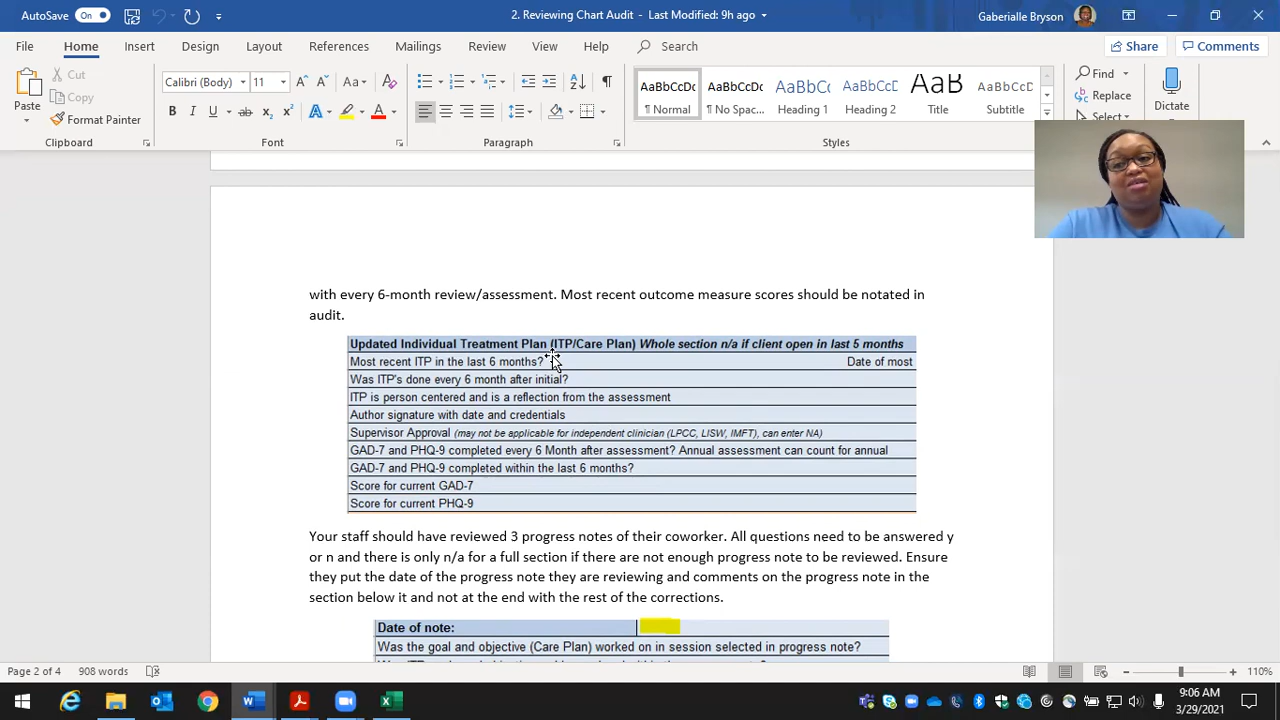 AutoSave On 2. Reviewing Chart Audit - Last Modified: 9h ago Gaberialle Bryson
File Home Insert Design Layout References Mailings Review View Help Search Share Comments
Paste Cut Copy Format Painter
Calibri (Body) 11
AaBbCcDc AaBbCcDc AaBbCc AaBbCcD AaB AaBbCcD
¶ Normal ¶ No Spac... Heading 1 Heading 2 Title Subtitle
Find Replace Select Dictate
Clipboard Font Paragraph Styles
with every 6-month review/assessment. Most recent outcome measure scores should be notated in
audit.
Updated Individual Treatment Plan (ITP/Care Plan) Whole section n/a if client open in last 5 months
Most recent ITP in the last 6 months? Date of most
Was ITP's done every 6 month after initial?
ITP is person centered and is a reflection from the assessment
Author signature with date and credentials
Supervisor Approval (may not be applicable for independent clinician (LPCC, LISW, IMFT), can enter NA)
GAD-7 and PHQ-9 completed every 6 Month after assessment? Annual assessment can count for annual
GAD-7 and PHQ-9 completed within the last 6 months?
Score for current GAD-7
Score for current PHQ-9
Your staff should have reviewed 3 progress notes of their coworker. All questions need to be answered y
or n and there is only n/a for a full section if there are not enough progress note to be reviewed. Ensure
they put the date of the progress note they are reviewing and comments on the progress note in the
section below it and not at the end with the rest of the corrections.
Date of note:
Was the goal and objective (Care Plan) worked on in session selected in progress note?
Page 2 of 4 908 words 110%
9:06 AM
3/29/2021